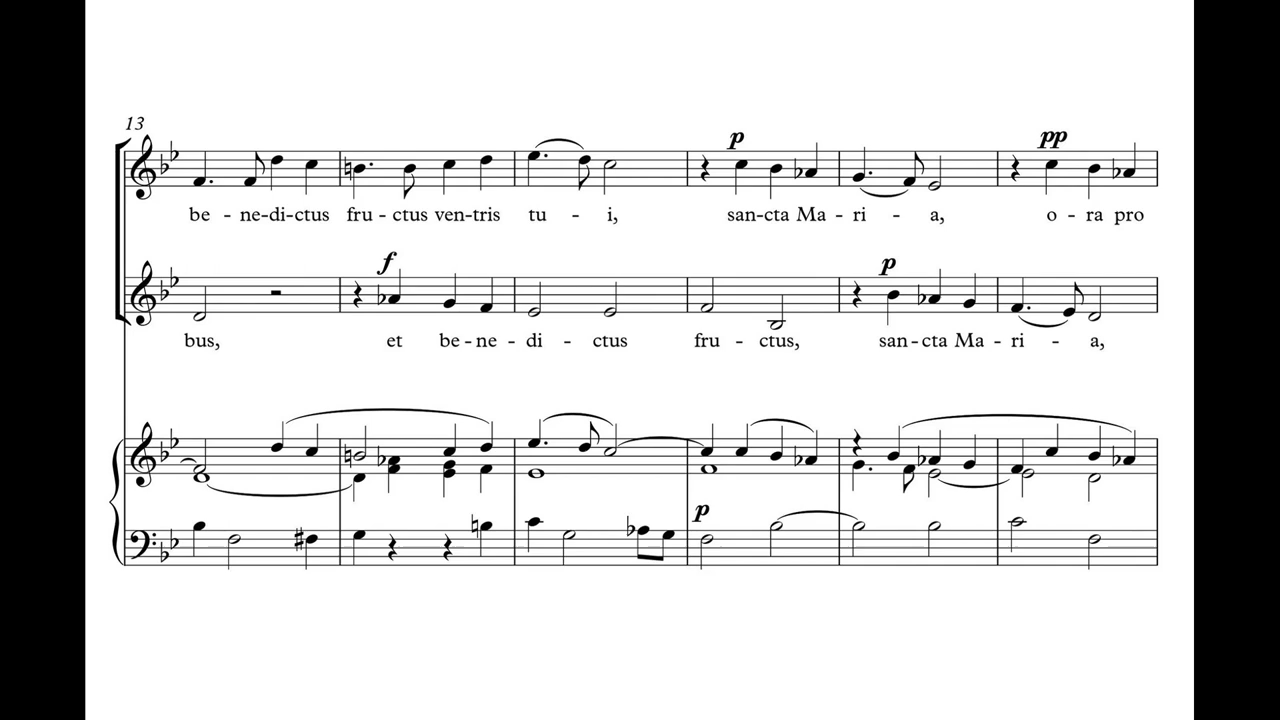 13
p pp
be - ne-di-ctus fru - ctus ven-tris tu - i, san-cta Ma - ri - a, o - ra pro
f p
bus, et be - ne - di - ctus fru - ctus, san-cta Ma - ri - a,
p